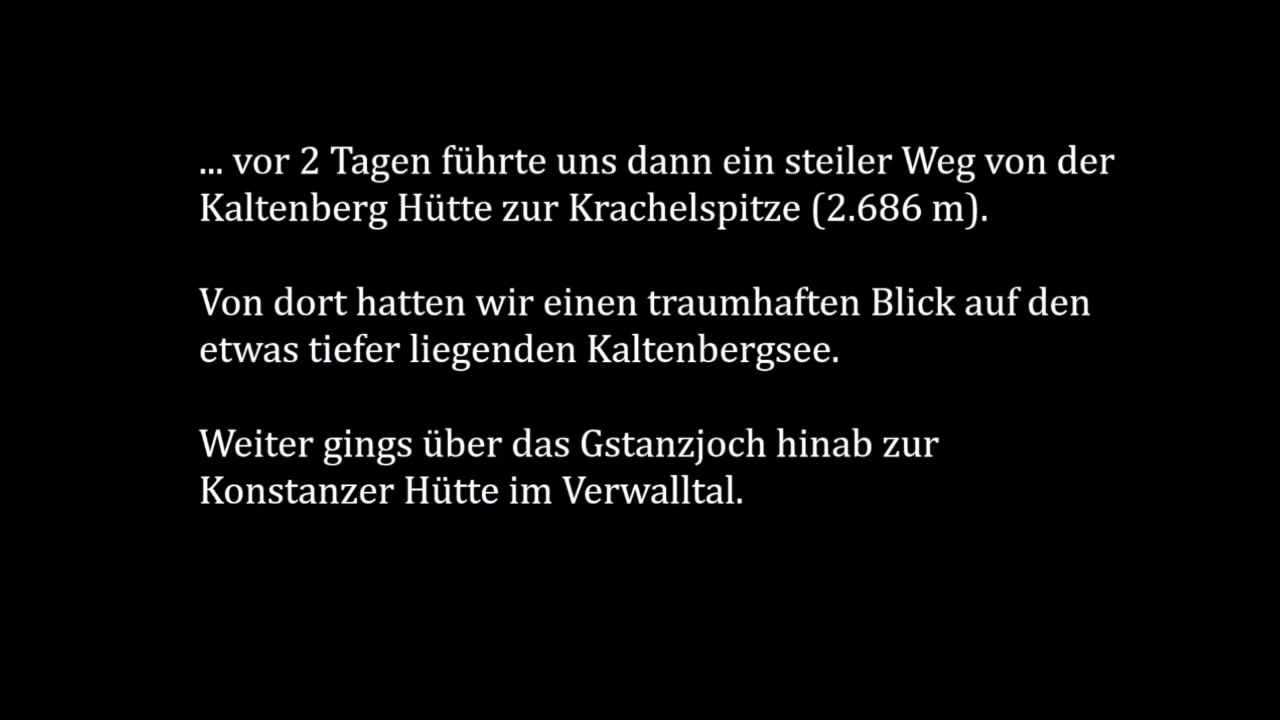 ... vor 2 Tagen führte uns dann ein steiler Weg von der
Kaltenberg Hütte zur Krachelspitze (2.686 m).
Von dort hatten wir einen traumhaften Blick auf den
etwas tiefer liegenden Kaltenbergsee.
Weiter gings über das Gstanzjoch hinab zur
Konstanzer Hütte im Verwalltal.